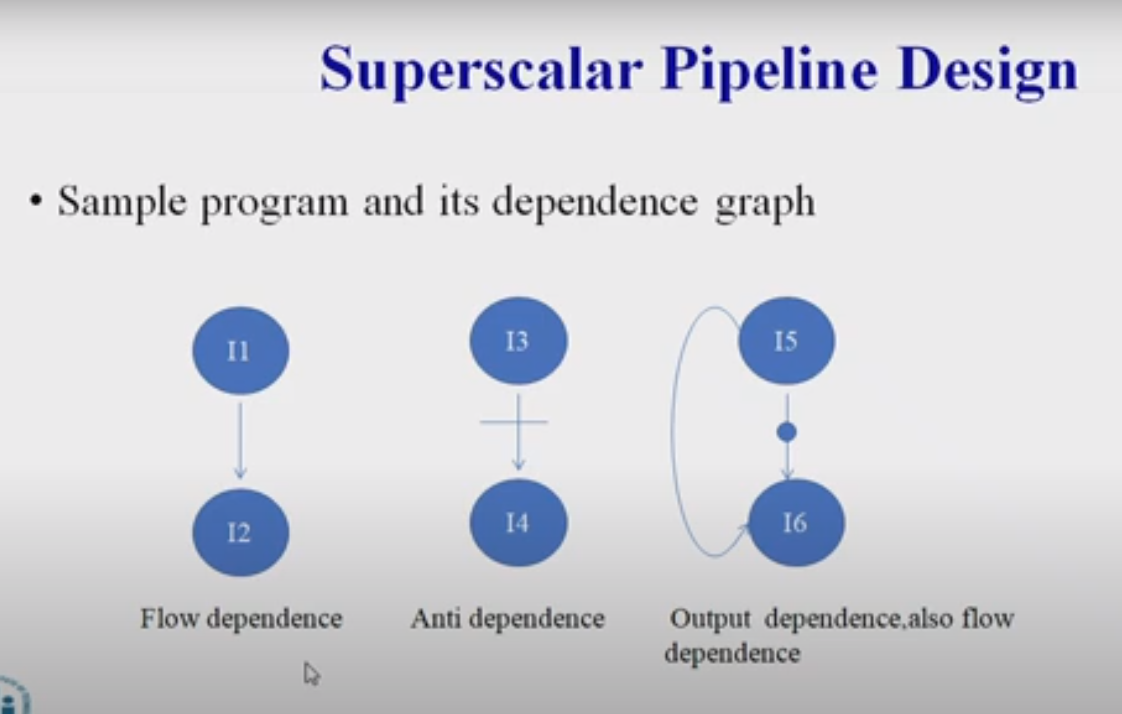 Superscalar Pipeline Design
• Sample program and its dependence graph
I1
I3
I5
I2
I4
I6
Flow dependence
Anti dependence
Output dependence,also flow
dependence